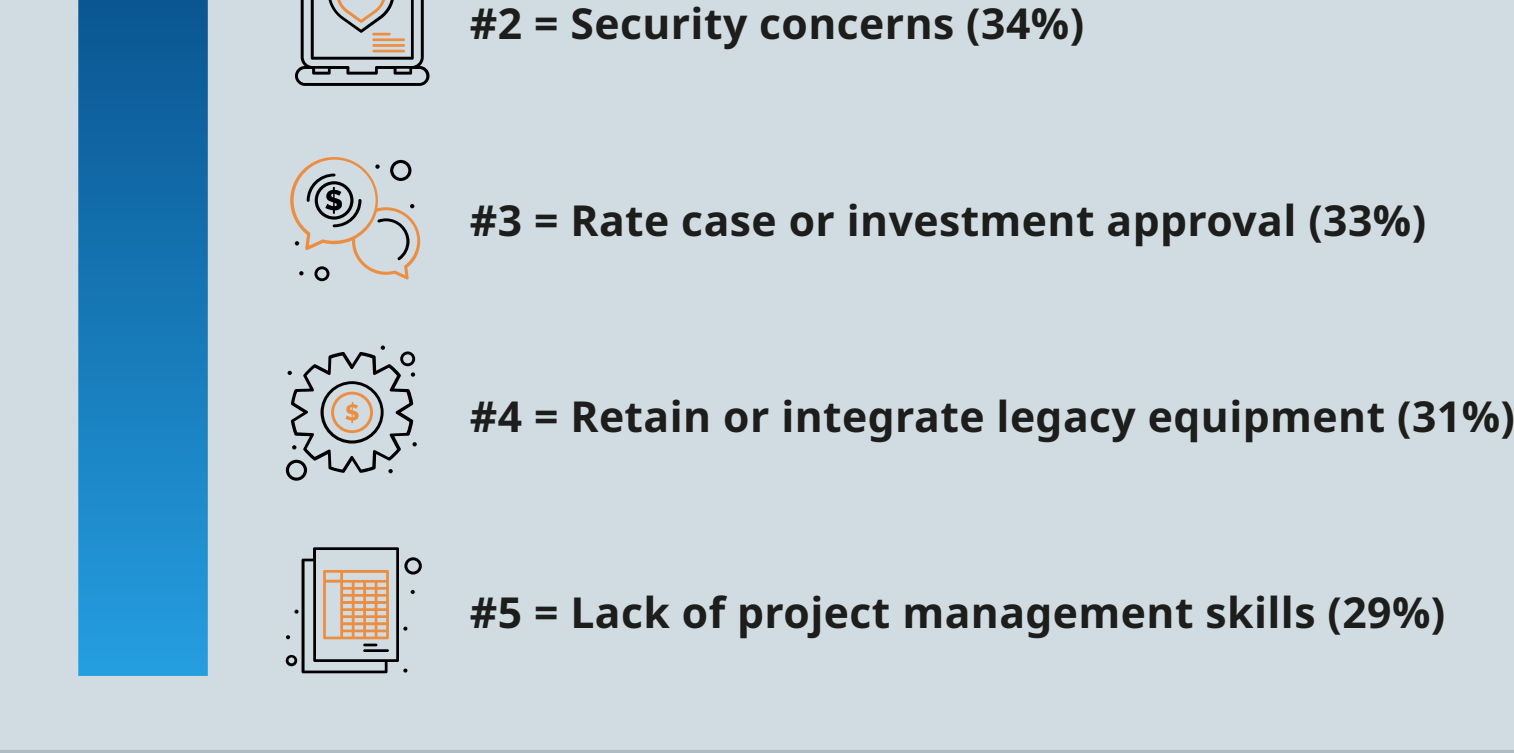 #2 = Security concerns (34%)
$
#3 = Rate case or investment approval (33%)
$
#4 = Retain or integrate legacy equipment (31%)
#5 = Lack of project management skills (29%)